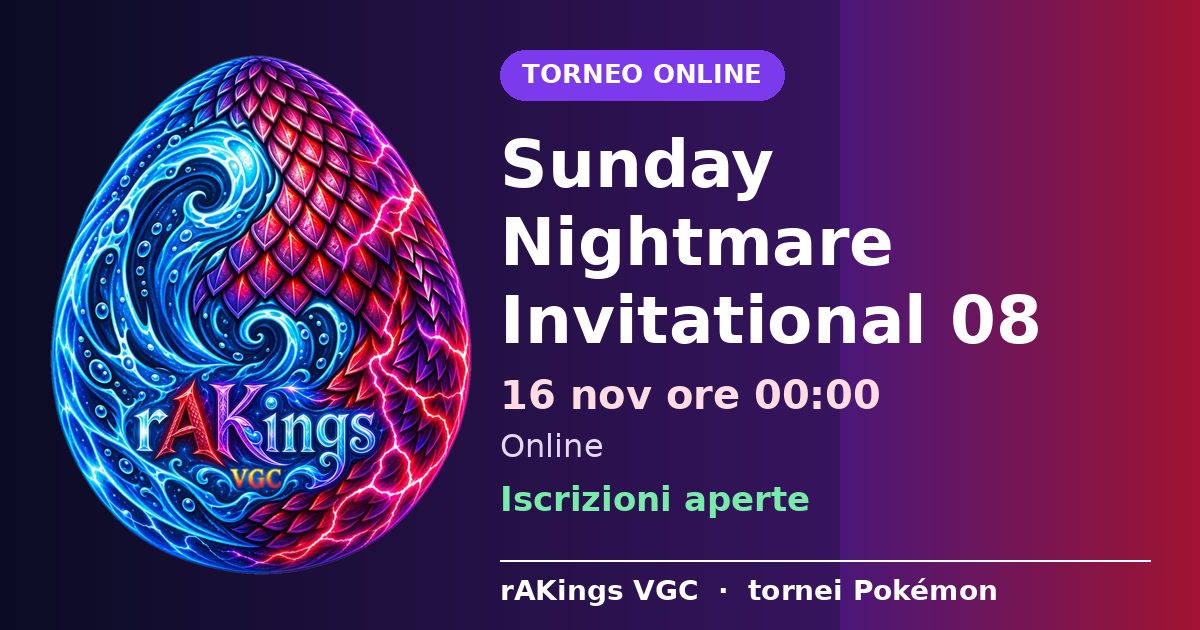 TORNEO ONLINE
Sunday
Nightmare
Invitational 08
16 nov ore 00:00
Online
Iscrizioni aperte
rAKings
VGC
rAKings VGC · tornei Pokémon